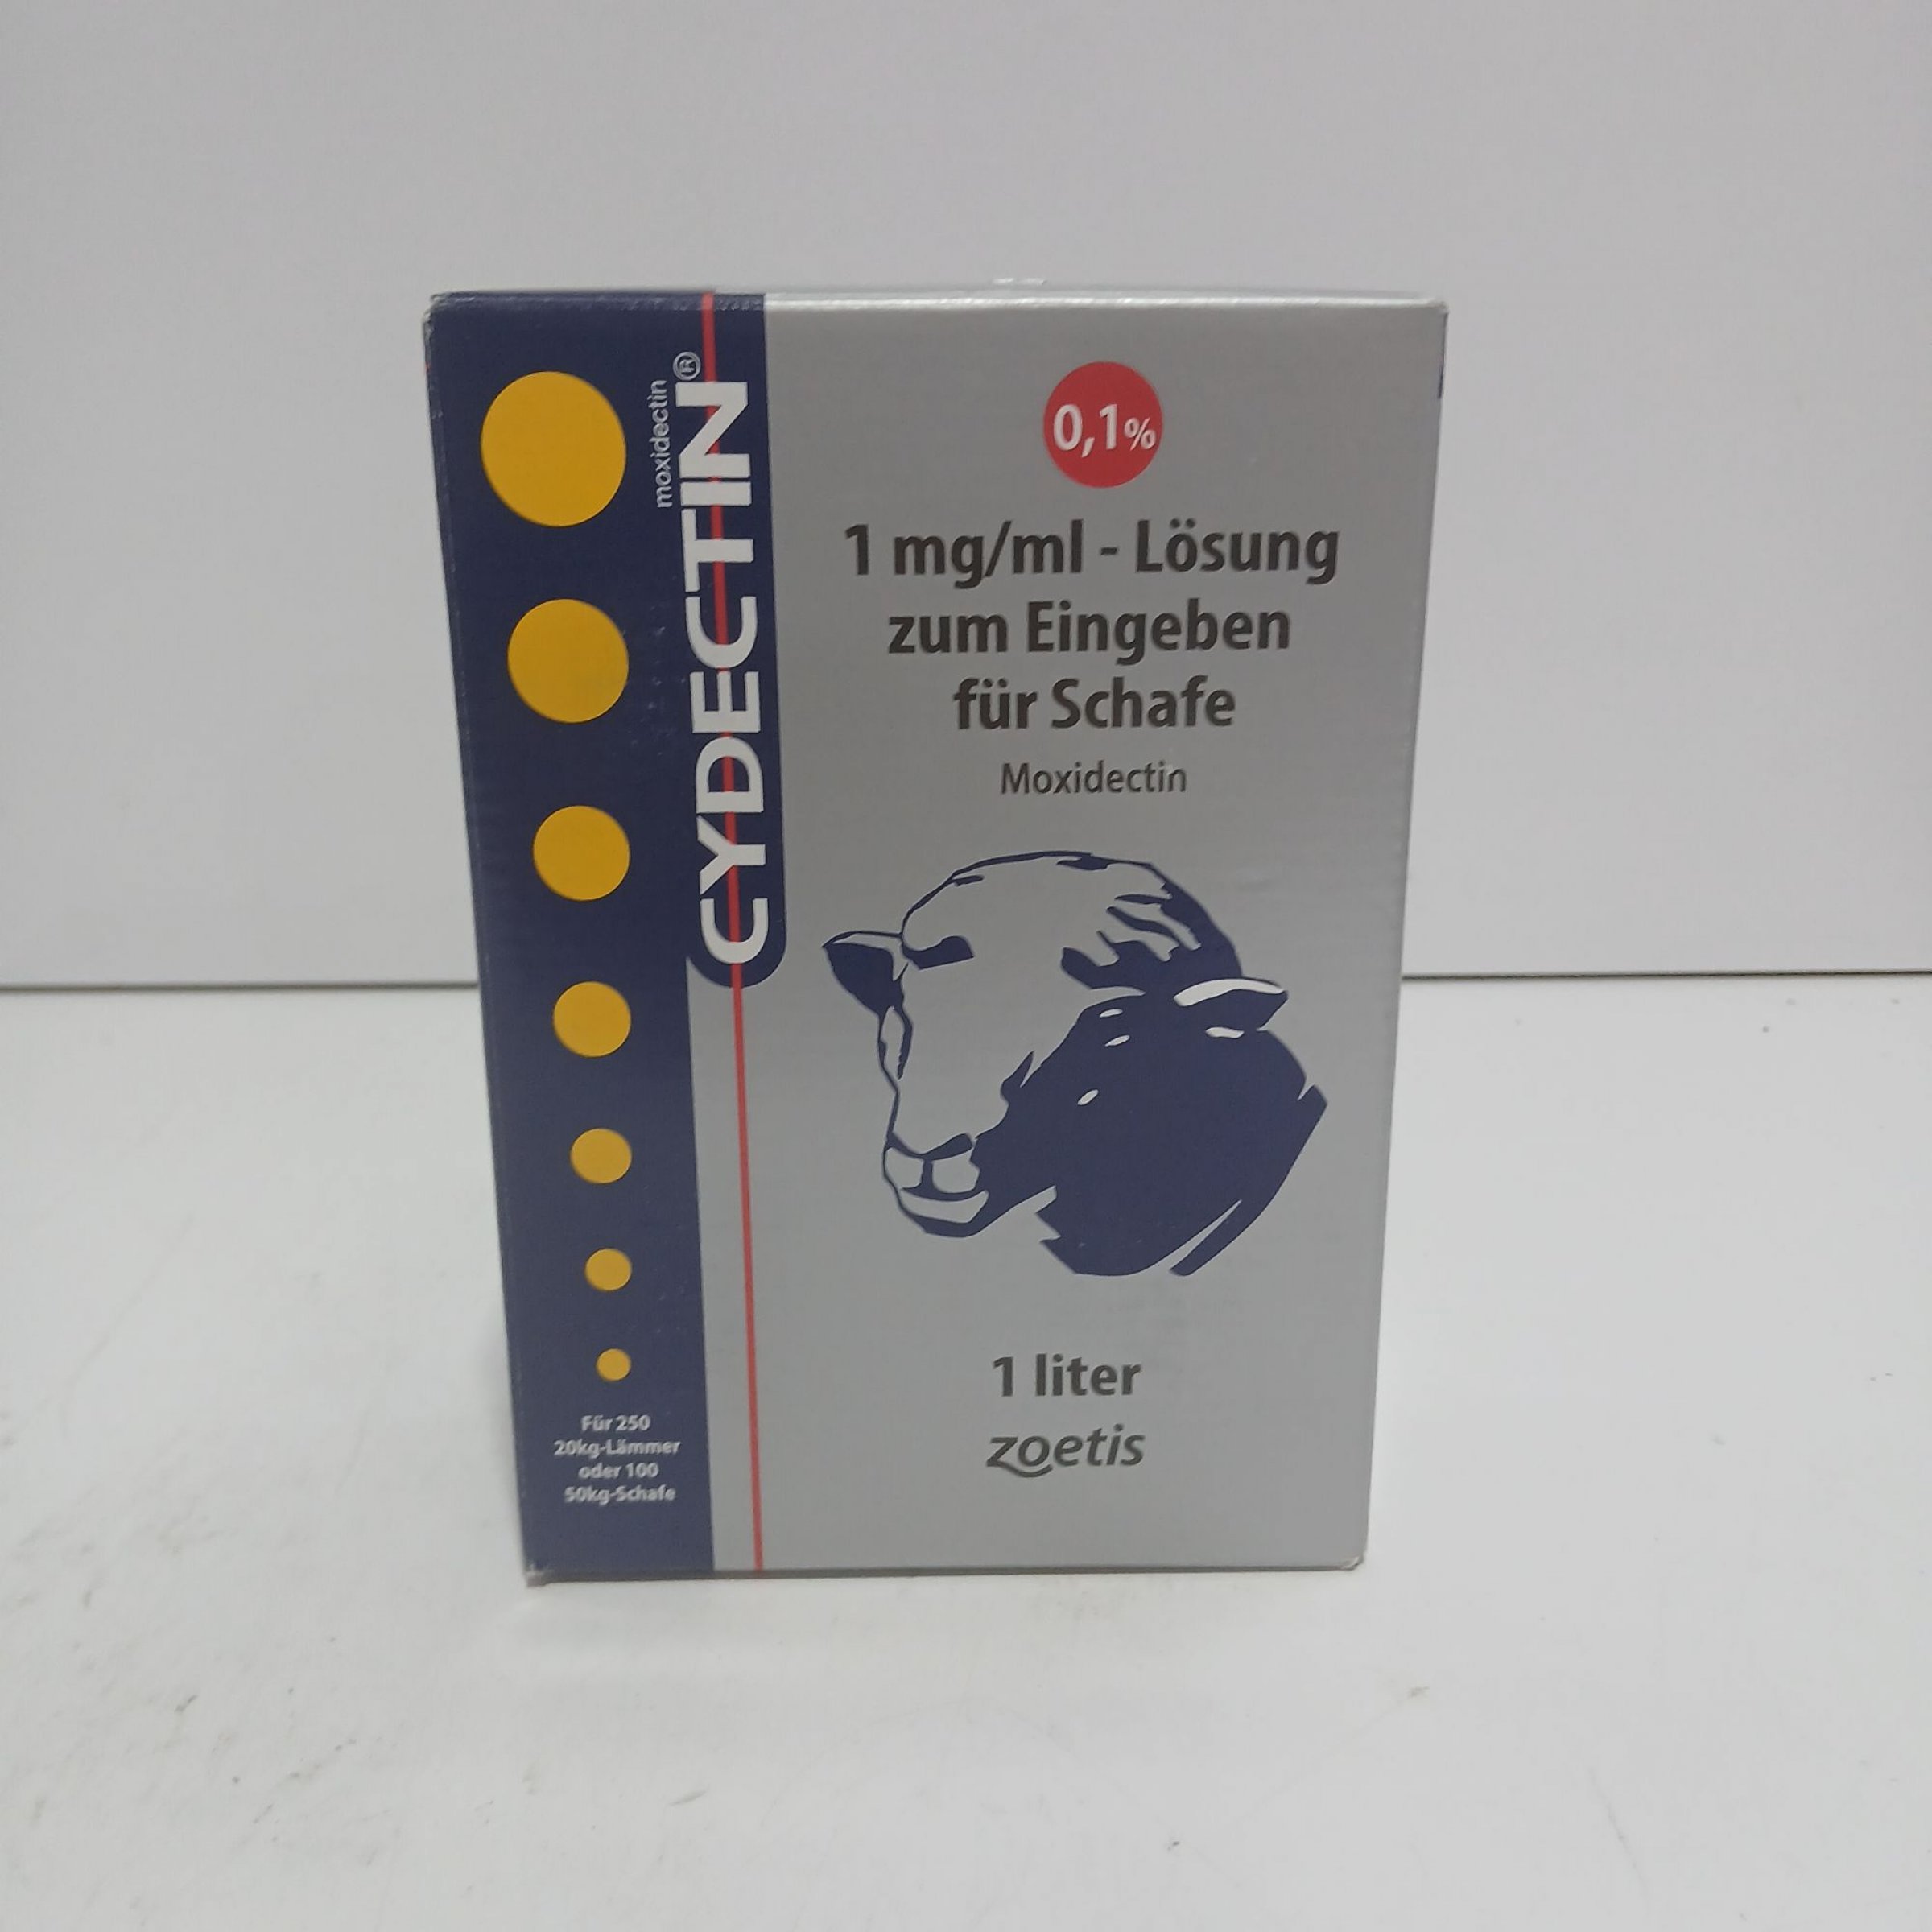 moxidectin
CYDECTIN®
0,1%
1 mg/ml - Lösung
zum Eingeben
für Schafe
Moxidectin
1 liter
zoetis
Für 250
20kg-Lämmer
oder 100
50kg-Schafe